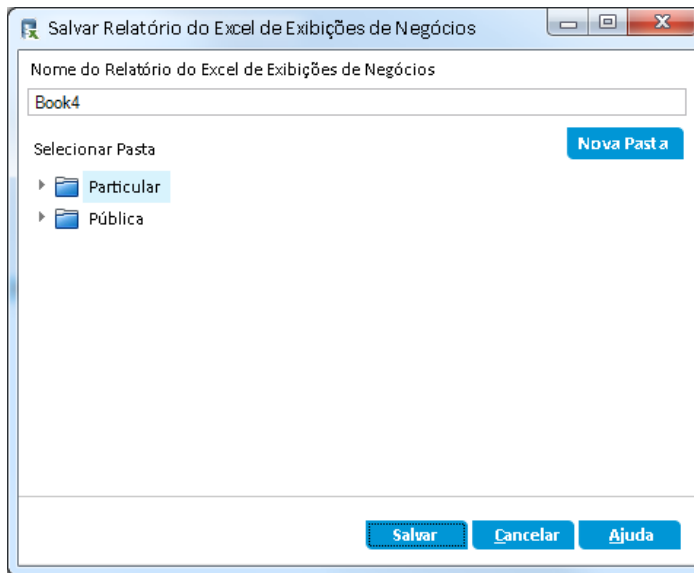 Salvar Relatório do Excel de Exibições de Negócios
Nome do Relatório do Excel de Exibições de Negócios
Book4
Selecionar Pasta
Nova Pasta
Particular
Pública
Salvar
Cancelar
Ajuda